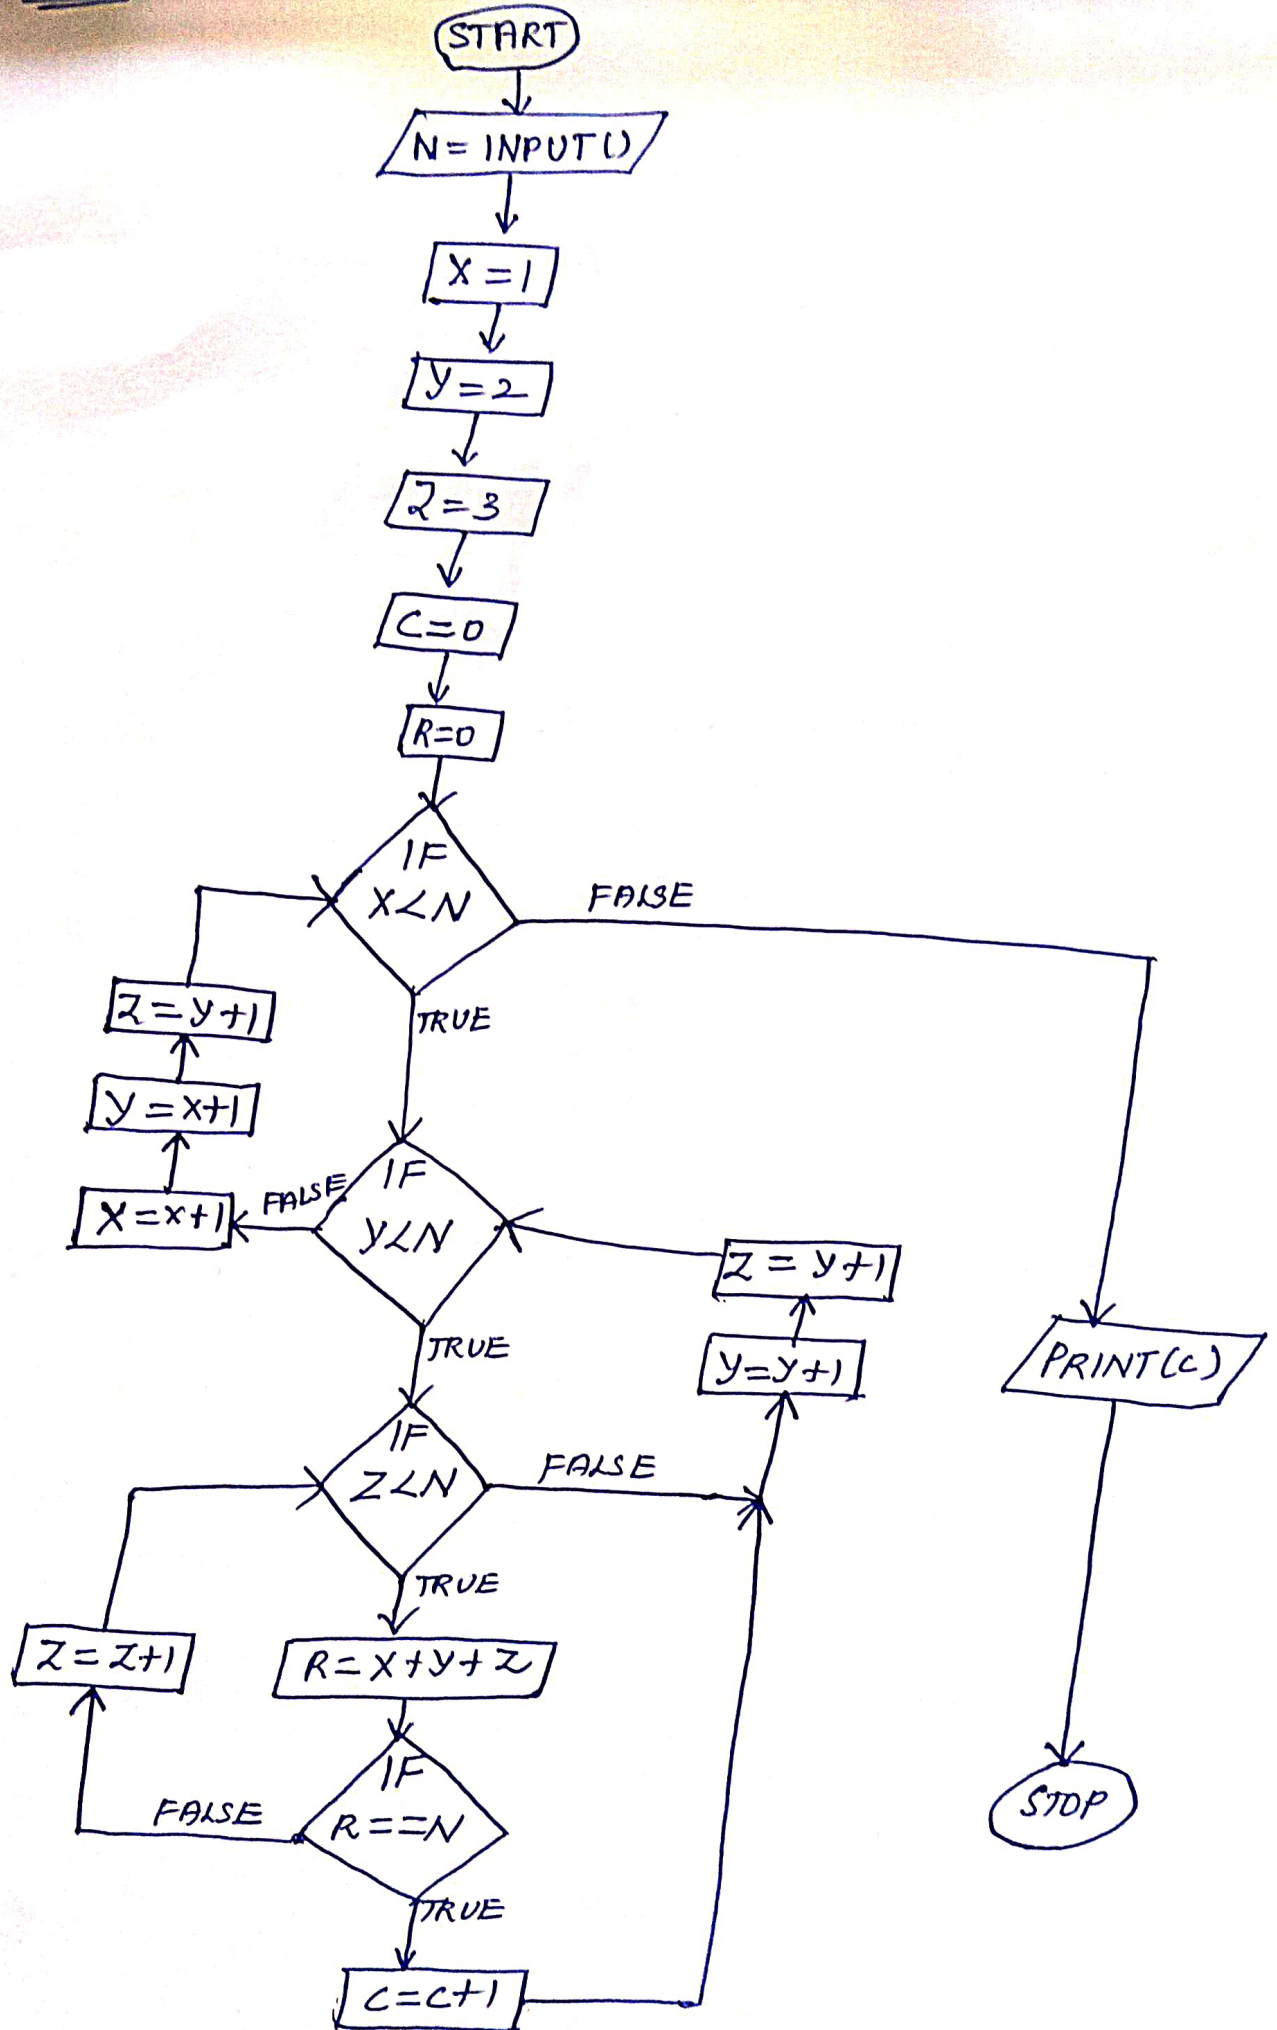 START
N = INPUT()
X = 1
Y = 2
Z = 3
C = 0
R = 0
IF
X < N
FALSE
TRUE
Z = Y + 1
Y = X + 1
X = X + 1
FALSE
IF
Y < N
TRUE
Z = Y + 1
Y = Y + 1
PRINT(C)
IF
Z < N
FALSE
TRUE
Z = Z + 1
R = X + Y + Z
IF
R == N
FALSE
TRUE
C = C + 1
STOP